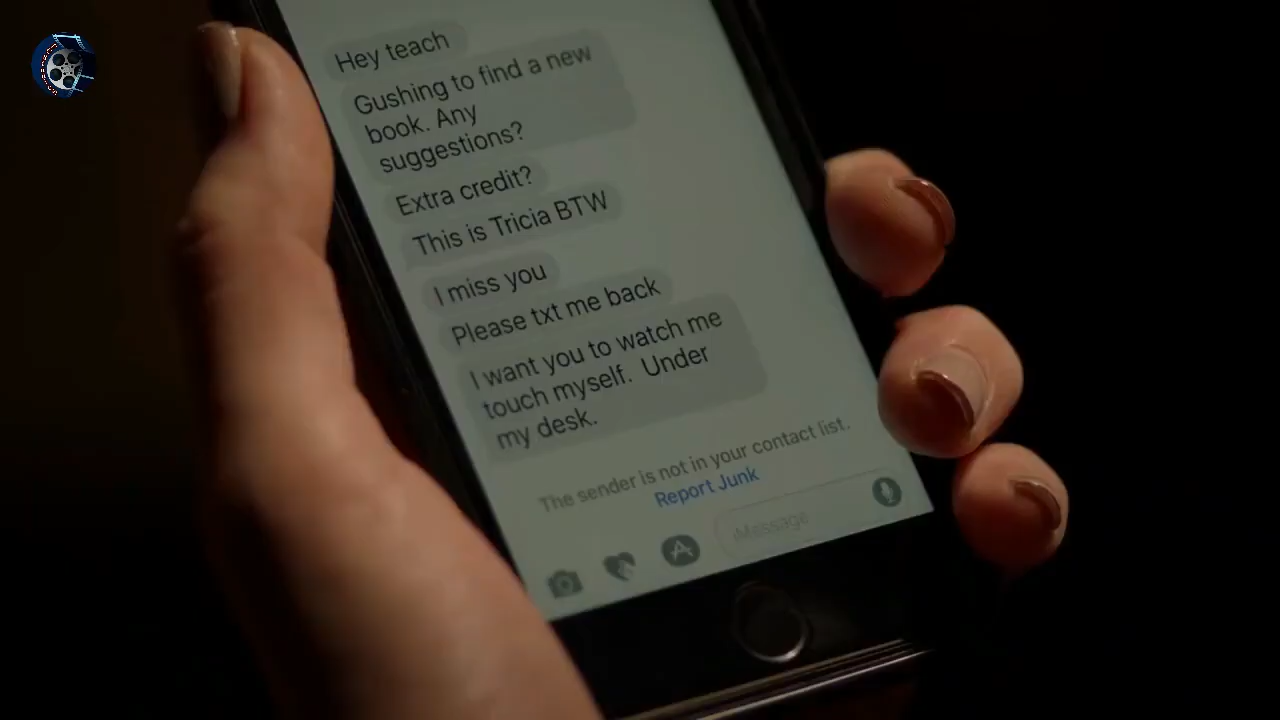 Hey teach
Gushing to find a new
book. Any
suggestions?
Extra credit?
This is Tricia BTW
I miss you
Please txt me back
I want you to watch me
touch myself.  Under
my desk.
The sender is not in your contact list.
Report Junk
iMessage